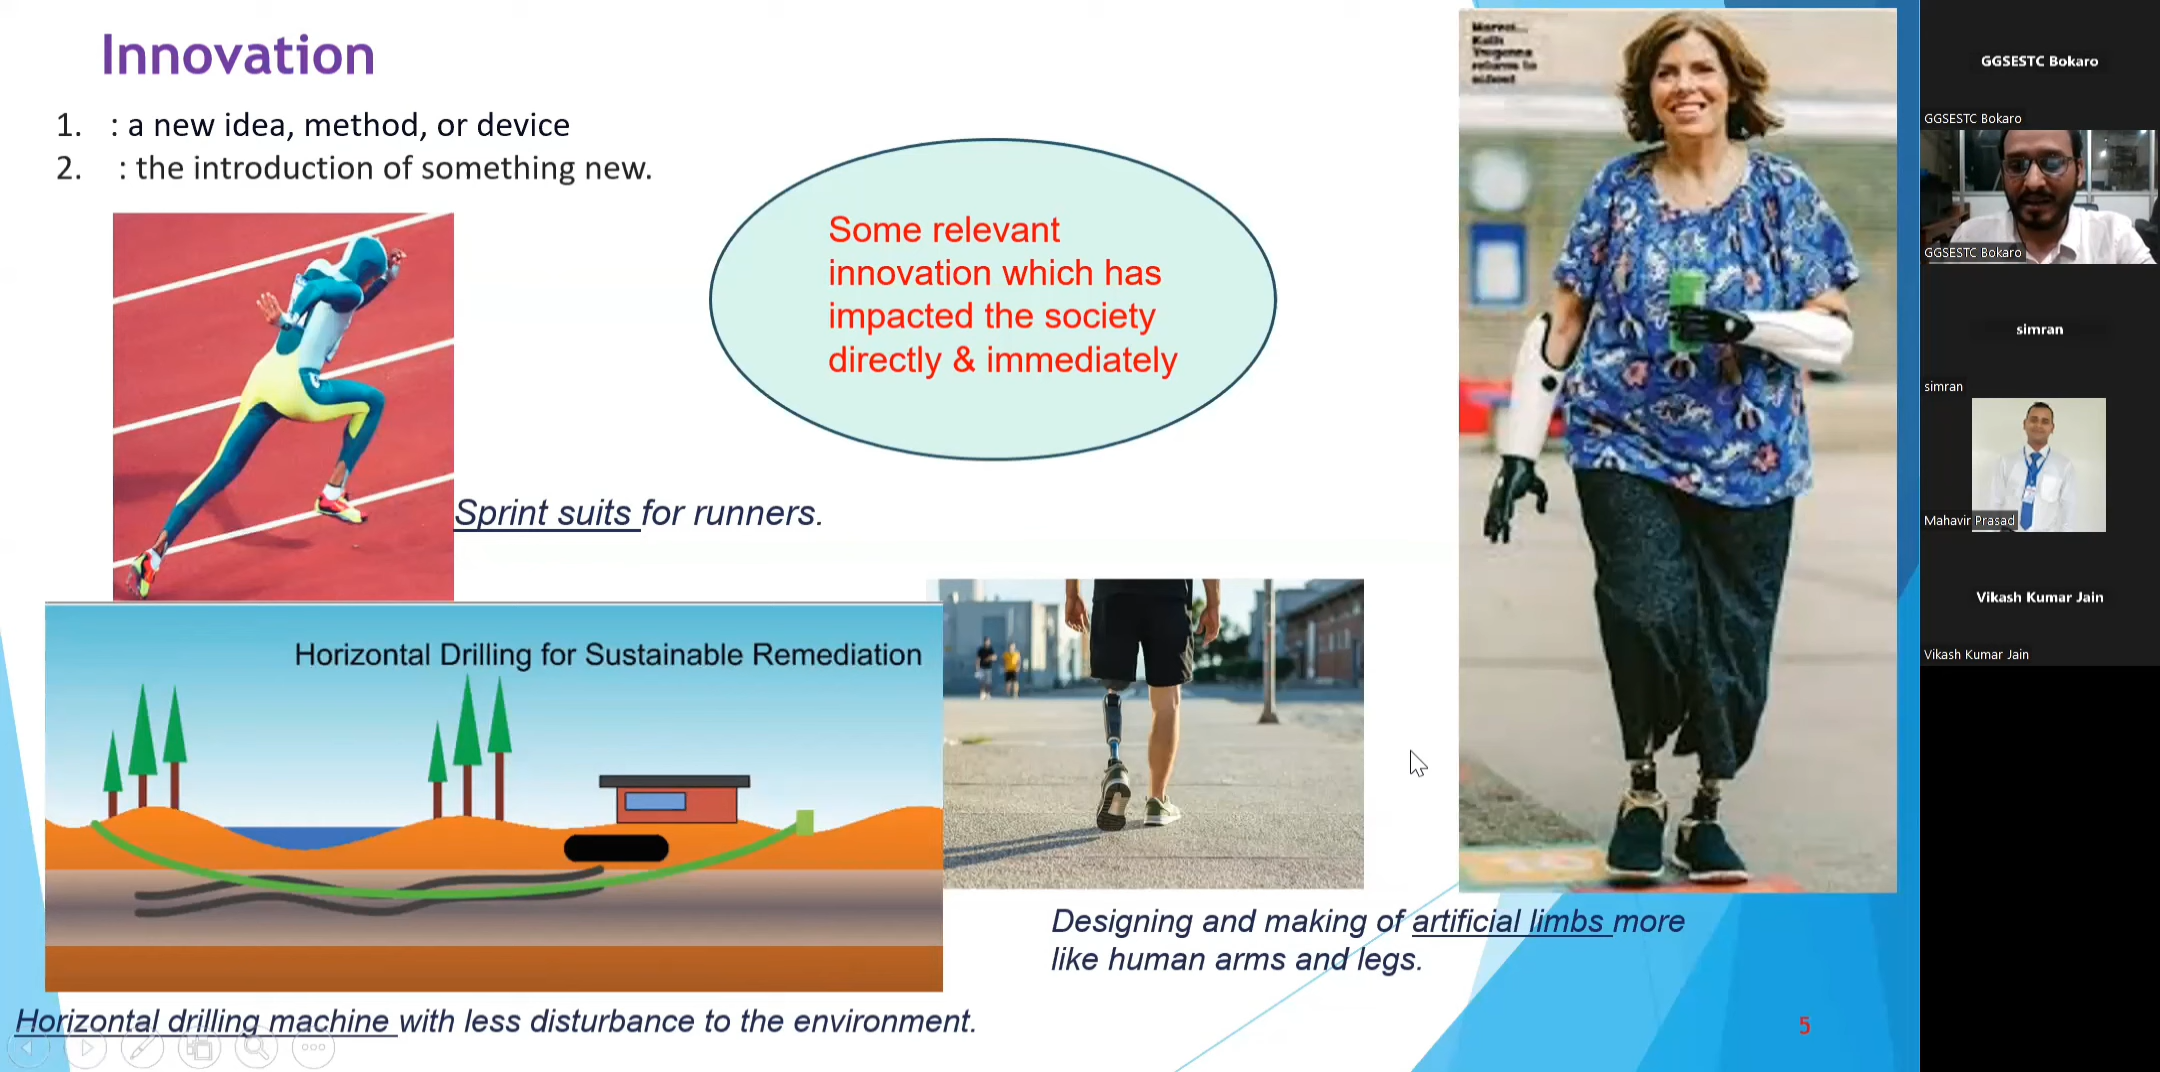 Innovation
1. : a new idea, method, or device
2. : the introduction of something new.
Some relevant
innovation which has
impacted the society
directly & immediately
Sprint suits for runners.
Horizontal Drilling for Sustainable Remediation
Horizontal drilling machine with less disturbance to the environment.
Designing and making of artificial limbs more
like human arms and legs.
returns to
school
5
GGSESTC Bokaro
GGSESTC Bokaro
GGSESTC Bokaro
simran
simran
Mahavir Prasad
Vikash Kumar Jain
Vikash Kumar Jain